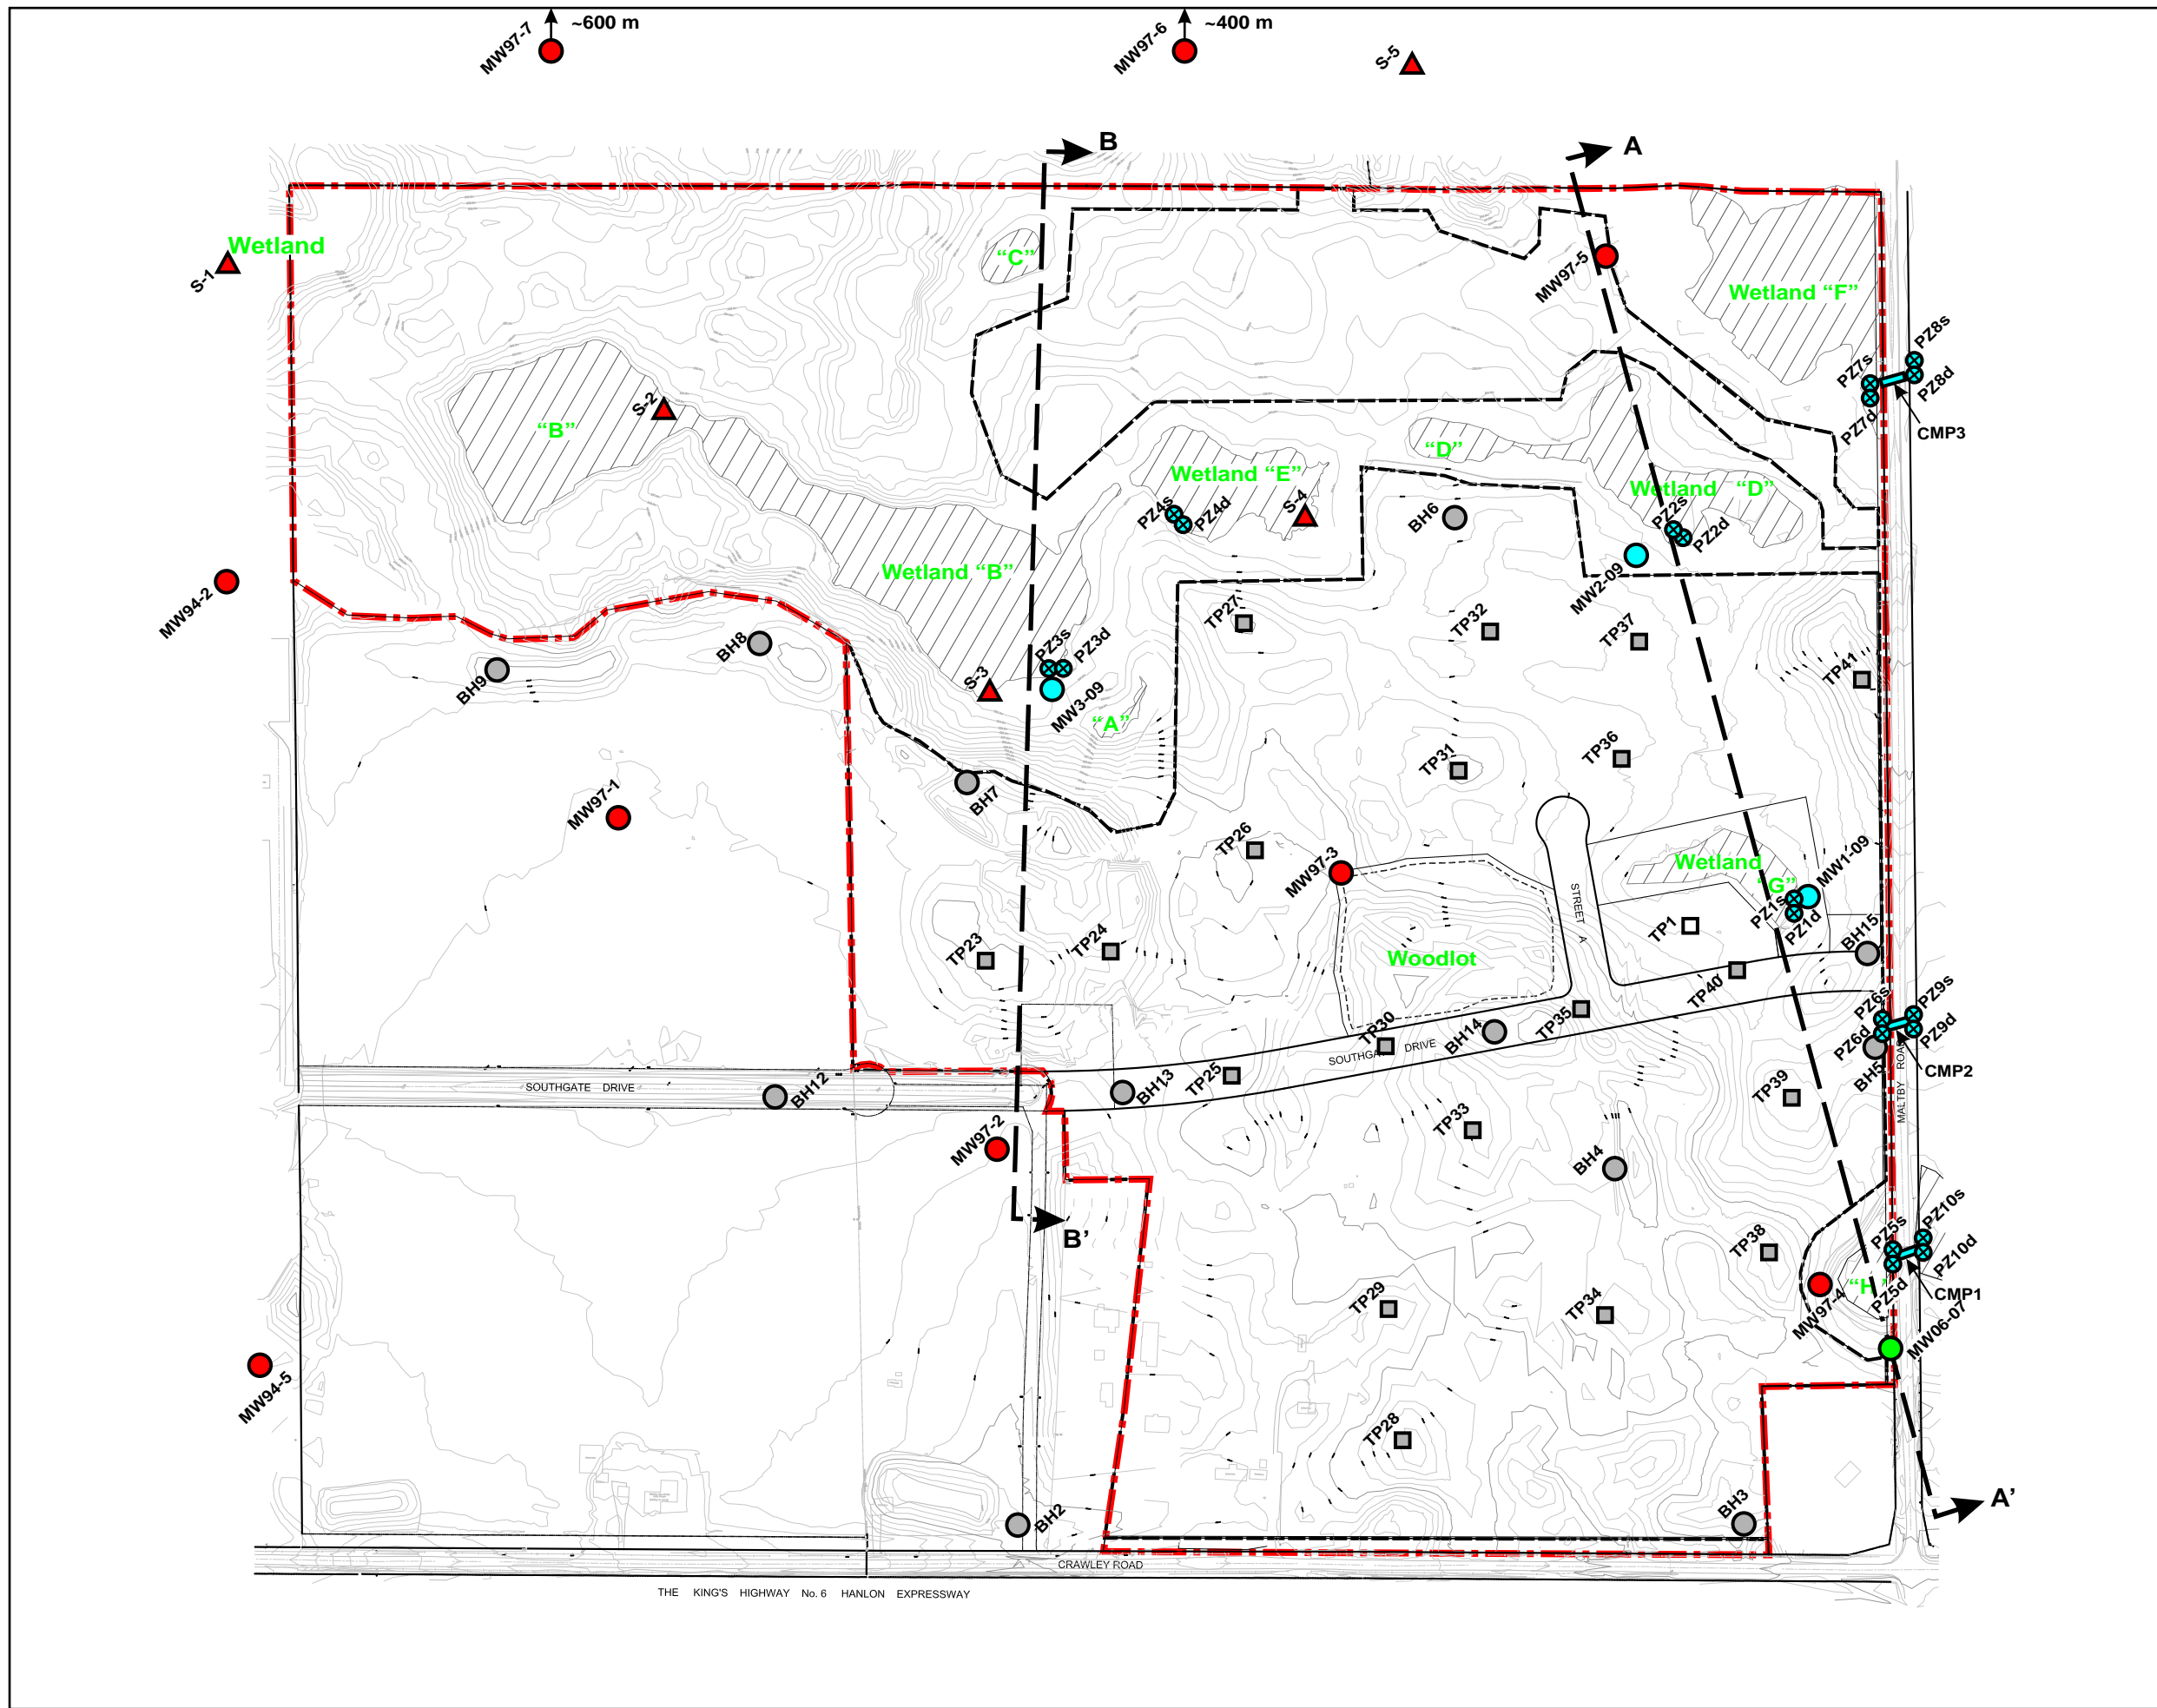 MW97-7
~600 m
MW97-6
~400 m
S-5
B
A
Wetland
S-1
"C"
MW97-5
Wetland "F"
PZ8s
PZ7s
PZ8d
PZ7d
CMP3
S-2
"B"
"D"
Wetland "E"
S-4
PZ4s
PZ4d
BH6
Wetland "D"
PZ2s
PZ2d
MW2-09
Wetland "B"
MW94-2
TP27
TP32
TP37
TP41
BH8
BH9
PZ3s
PZ3d
S-3
MW3-09
"A"
TP31
TP36
BH7
MW97-1
TP26
MW97-3
Wetland
"G"
MW1-09
PZ1s
PZ1d
STREET A
TP1
BH15
TP23
TP24
Woodlot
TP40
PZ6s
PZ9s
PZ6d
PZ9d
BH5
CMP2
TP30
BH14
TP35
SOUTHGA DRIVE
MALTBY ROAD
SOUTHGATE DRIVE
BH12
BH13
TP25
TP39
MW97-2
TP33
BH4
B'
PZ5s
PZ10s
PZ10d
TP38
"H"
PZ5d
CMP1
MW97-4
MW06-07
TP29
TP34
MW94-5
TP28
BH2
BH3
A'
CRAWLEY ROAD
THE KING'S HIGHWAY No. 6 HANLON EXPRESSWAY